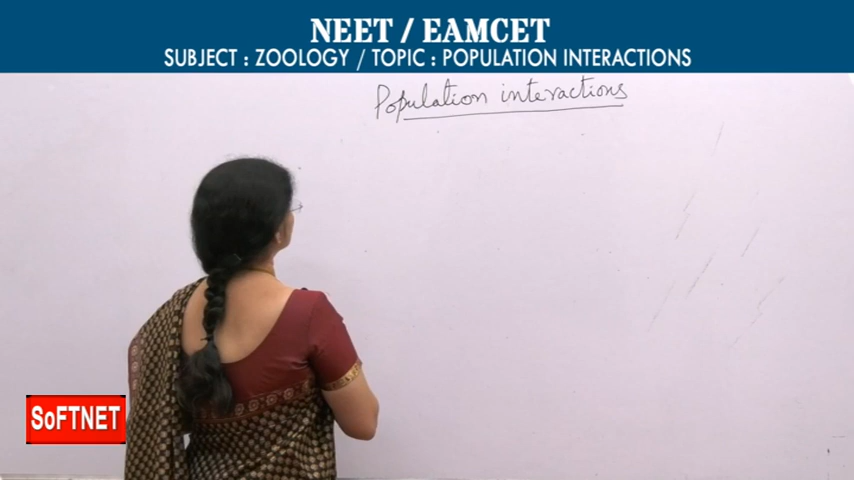 NEET / EAMCET
SUBJECT : ZOOLOGY / TOPIC : POPULATION INTERACTIONS
Population interactions
SoFTNET